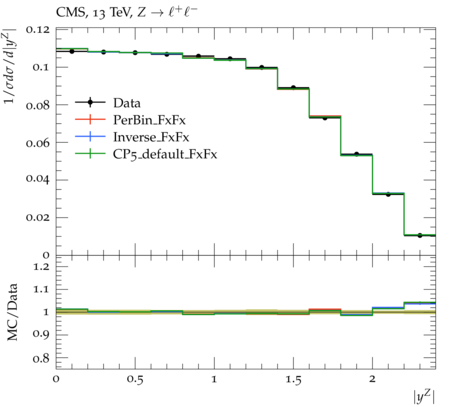 CMS, 13 TeV, Z → ℓ⁺ℓ⁻
1/σdσ/d|y^Z|
0.12
0.1
0.08
0.06
0.04
0.02
0
Data
PerBin_FxFx
Inverse_FxFx
CP5_default_FxFx
MC/Data
1.2
1.1
1
0.9
0.8
0 0.5 1 1.5 2
|y^Z|